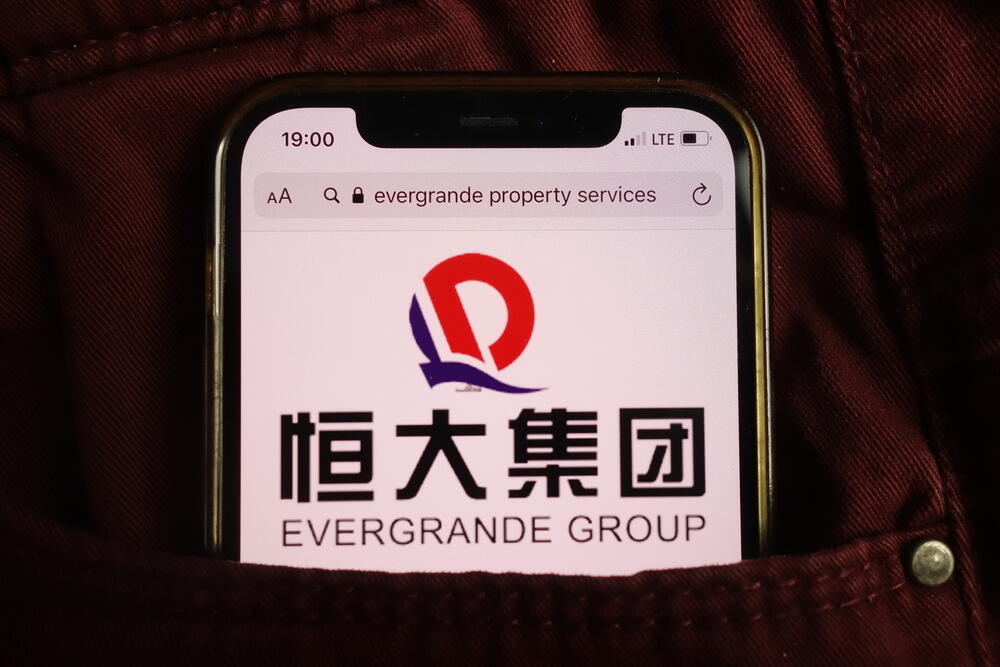 19:00 LTE
AA evergrande property services
恒大集团
EVERGRANDE GROUP